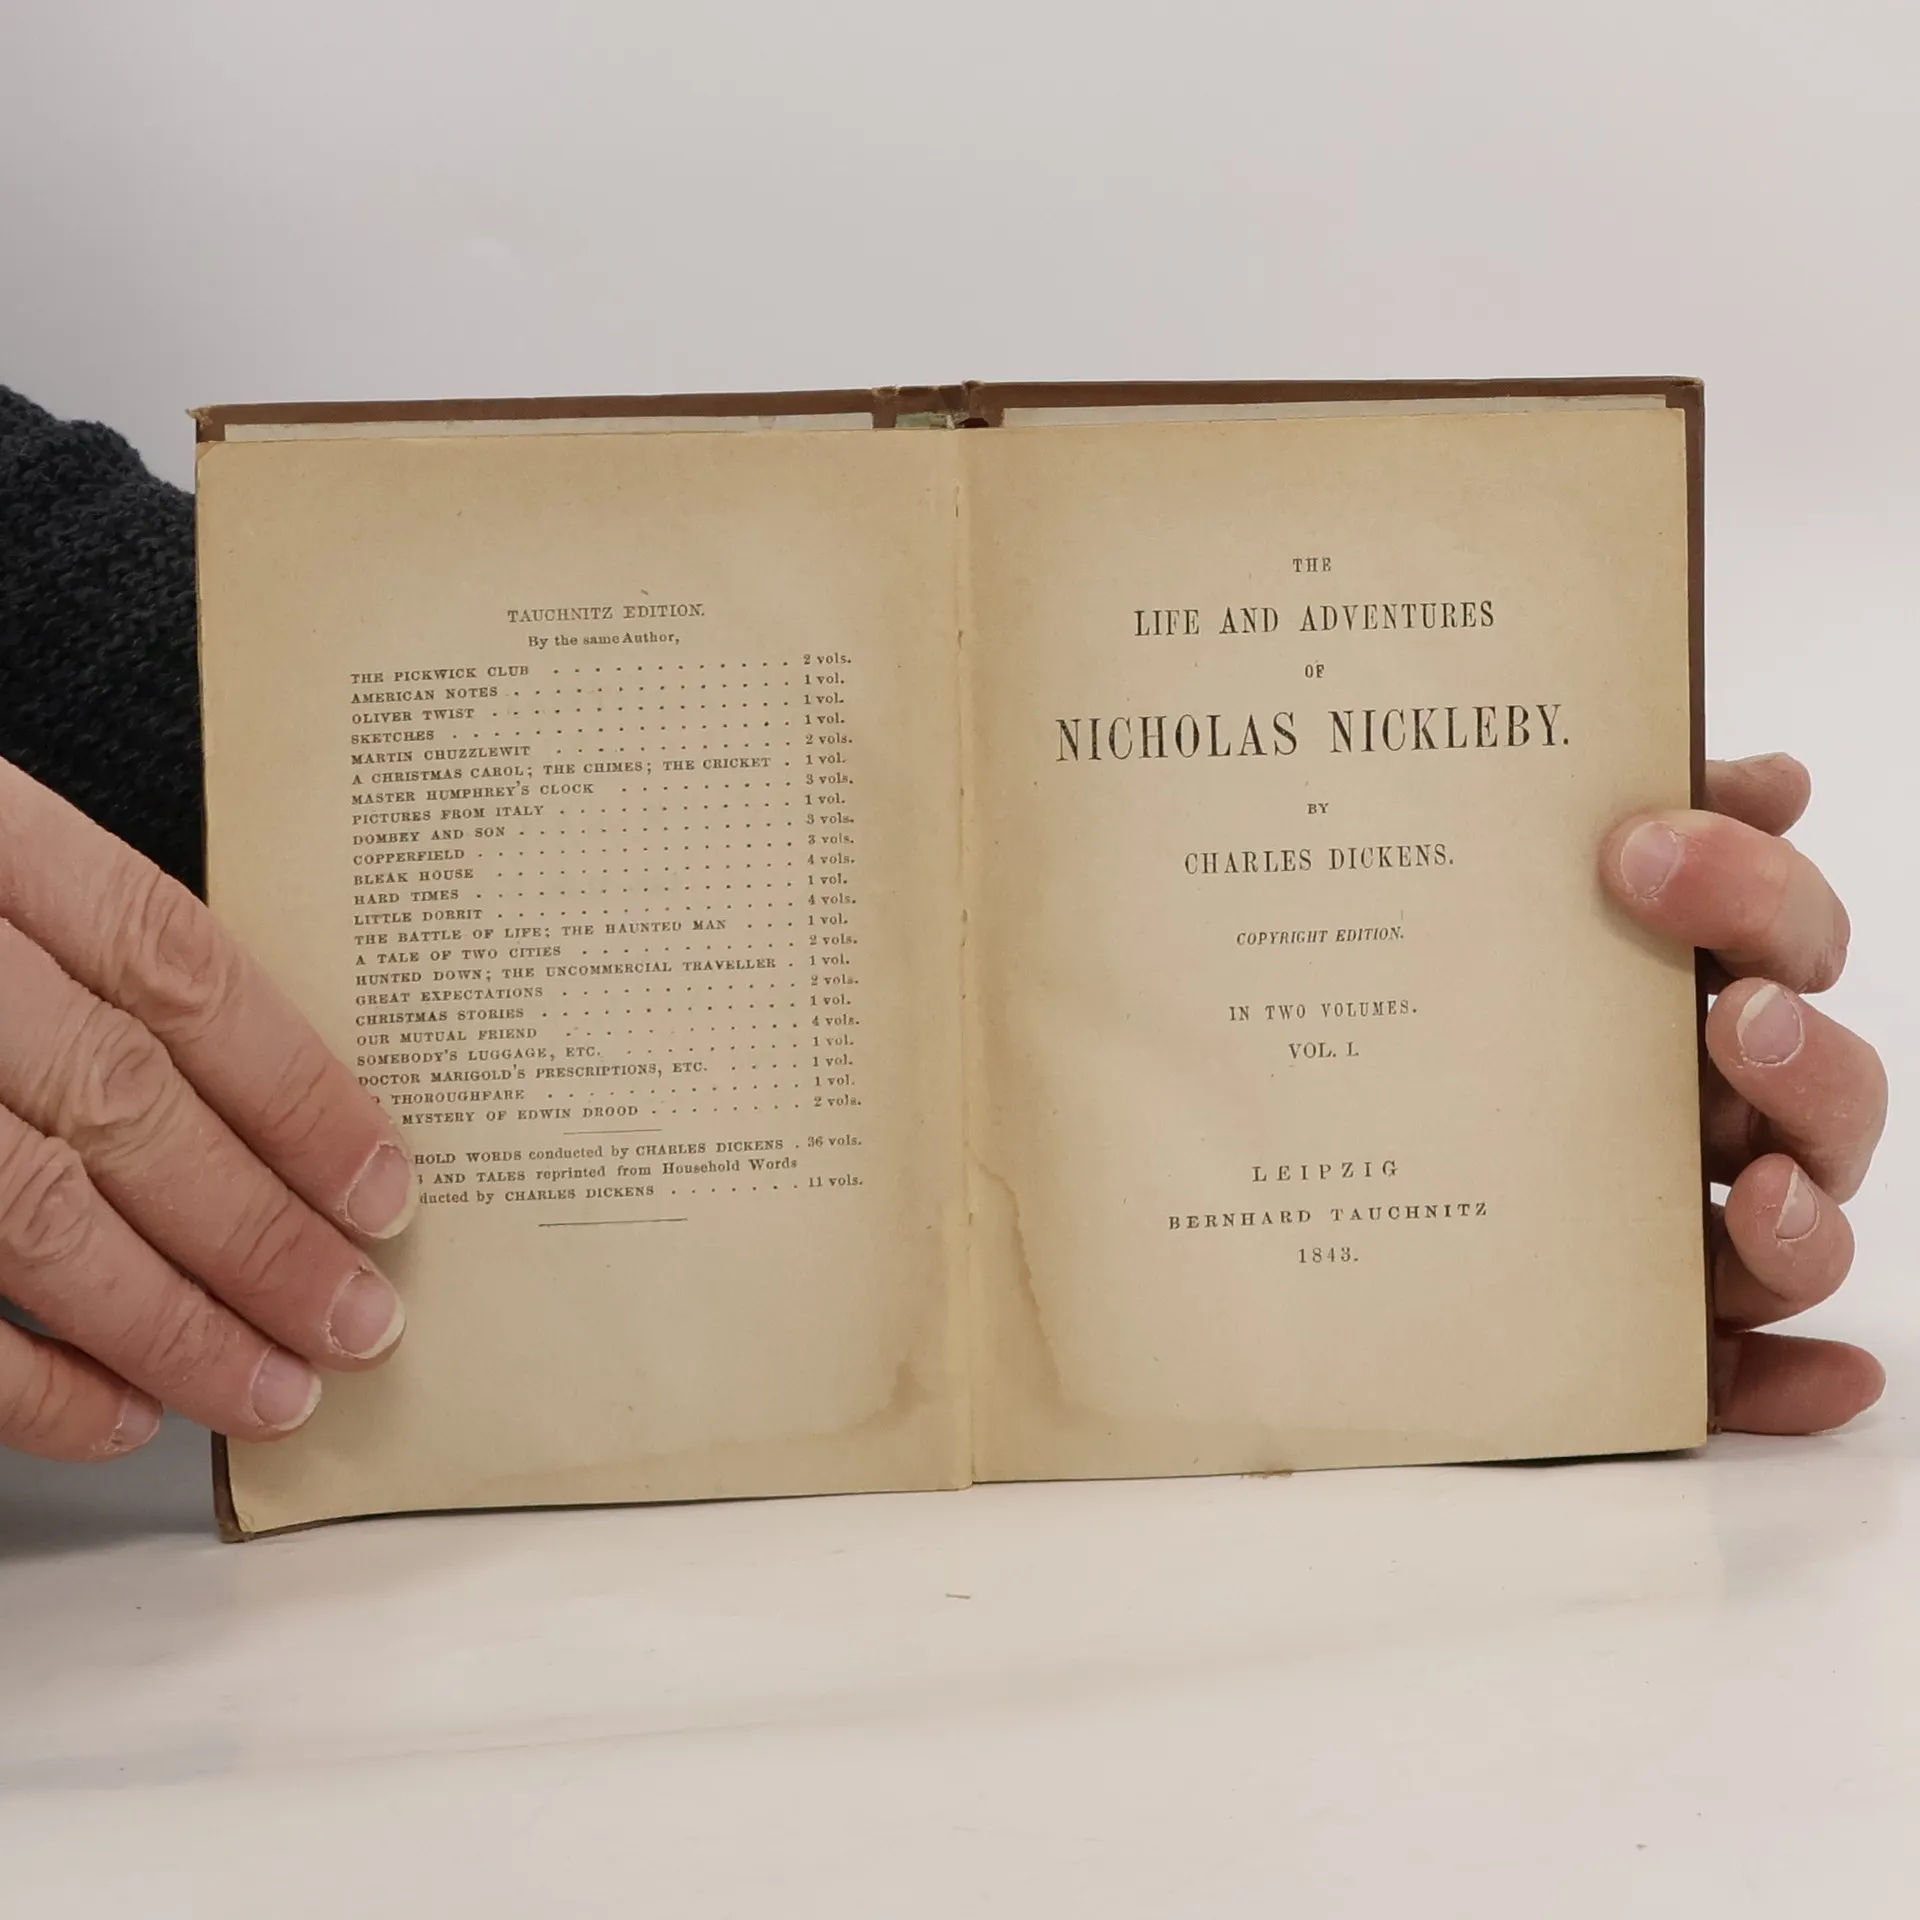 TAUCHNITZ EDITION.
By the same Author,
THE PICKWICK CLUB . . . . . . . . . . . . 2 vols.
AMERICAN NOTES . . . . . . . . . . . . . . 1 vol.
OLIVER TWIST . . . . . . . . . . . . . . . 1 vol.
SKETCHES . . . . . . . . . . . . . . . . . 1 vol.
MARTIN CHUZZLEWIT . . . . . . . . . . . . 2 vols.
A CHRISTMAS CAROL; THE CHIMES; THE CRICKET . 1 vol.
MASTER HUMPHREY'S CLOCK . . . . . . . . . 3 vols.
PICTURES FROM ITALY . . . . . . . . . . . . 1 vol.
DOMBEY AND SON . . . . . . . . . . . . . . 3 vols.
COPPERFIELD . . . . . . . . . . . . . . . . 3 vols.
BLEAK HOUSE . . . . . . . . . . . . . . . 4 vols.
HARD TIMES . . . . . . . . . . . . . . . . 1 vol.
LITTLE DORRIT . . . . . . . . . . . . . . . 4 vols.
THE BATTLE OF LIFE; THE HAUNTED MAN . . . 1 vol.
A TALE OF TWO CITIES . . . . . . . . . . . 2 vols.
HUNTED DOWN; THE UNCOMMERCIAL TRAVELLER . 1 vol.
GREAT EXPECTATIONS . . . . . . . . . . . . 2 vols.
CHRISTMAS STORIES . . . . . . . . . . . . . 1 vol.
OUR MUTUAL FRIEND . . . . . . . . . . . . 4 vols.
SOMEBODY'S LUGGAGE, ETC. . . . . . . . . . 1 vol.
DOCTOR MARIGOLD'S PRESCRIPTIONS, ETC. . . . . 1 vol.
THOROUGHFARE . . . . . . . . . . . . . 1 vol.
MYSTERY OF EDWIN DROOD . . . . . . . . 2 vols.
HOLD WORDS conducted by CHARLES DICKENS . 36 vols.
AND TALES reprinted from Household Words
ducted by CHARLES DICKENS . . . . . . . 11 vols.
THE
LIFE AND ADVENTURES
OF
NICHOLAS NICKLEBY.
BY
CHARLES DICKENS.
COPYRIGHT EDITION.
IN TWO VOLUMES.
VOL. I.
LEIPZIG
BERNHARD TAUCHNITZ
1843.